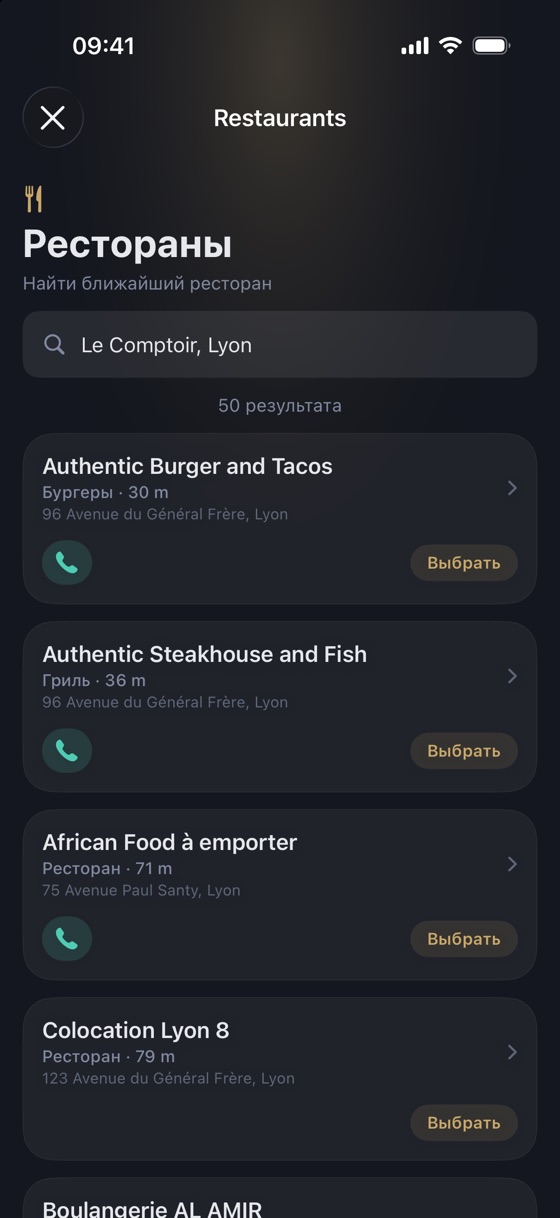 09:41
Restaurants
Рестораны
Найти ближайший ресторан
Le Comptoir, Lyon
50 результата
Authentic Burger and Tacos
Бургеры · 30 m
96 Avenue du Général Frère, Lyon
Выбрать
Authentic Steakhouse and Fish
Гриль · 36 m
96 Avenue du Général Frère, Lyon
Выбрать
African Food à emporter
Ресторан · 71 m
75 Avenue Paul Santy, Lyon
Выбрать
Colocation Lyon 8
Ресторан · 79 m
123 Avenue du Général Frère, Lyon
Выбрать
Boulangerie AL AMIR